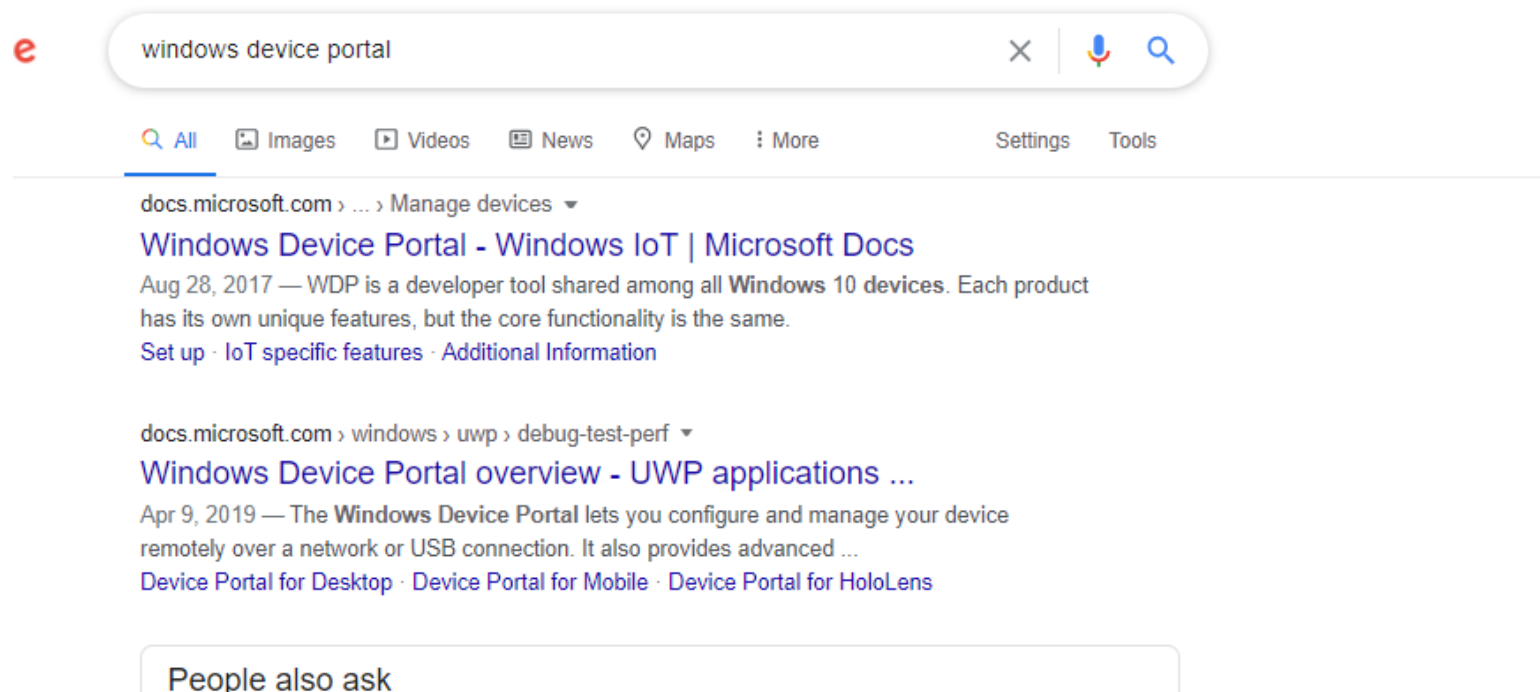 e
windows device portal
All Images Videos News Maps More Settings Tools
docs.microsoft.com › ... › Manage devices
Windows Device Portal - Windows IoT | Microsoft Docs
Aug 28, 2017 — WDP is a developer tool shared among all Windows 10 devices. Each product
has its own unique features, but the core functionality is the same.
Set up · IoT specific features · Additional Information
docs.microsoft.com › windows › uwp › debug-test-perf
Windows Device Portal overview - UWP applications ...
Apr 9, 2019 — The Windows Device Portal lets you configure and manage your device
remotely over a network or USB connection. It also provides advanced ...
Device Portal for Desktop · Device Portal for Mobile · Device Portal for HoloLens
People also ask